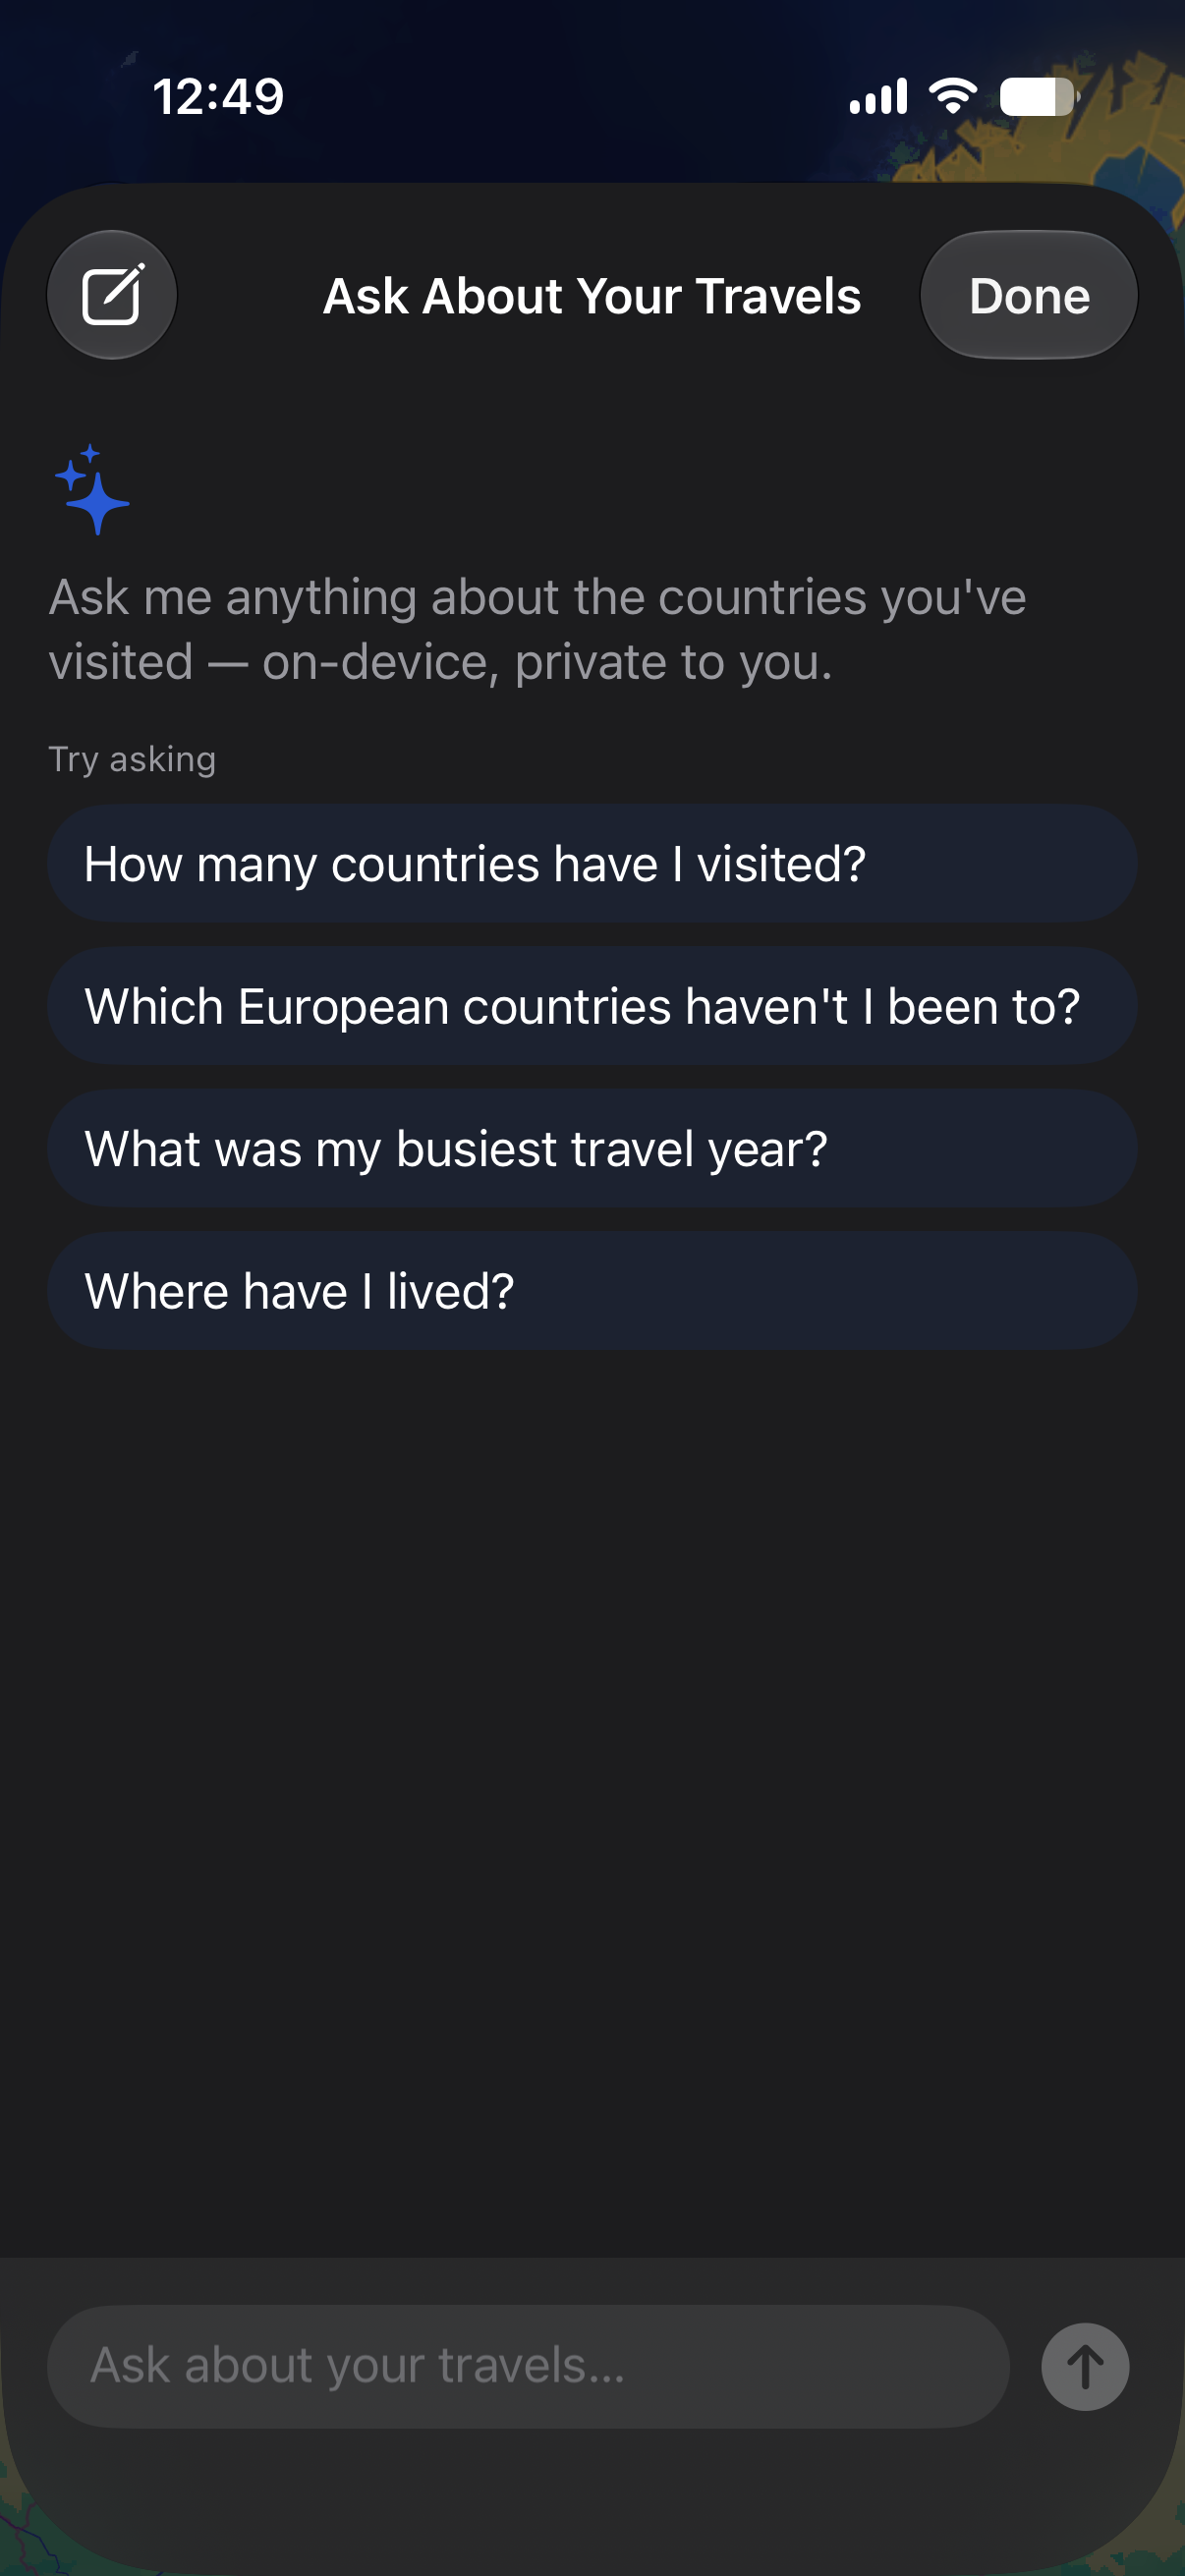 12:49
Ask About Your Travels
Done
Ask me anything about the countries you've
visited — on-device, private to you.
Try asking
How many countries have I visited?
Which European countries haven't I been to?
What was my busiest travel year?
Where have I lived?
Ask about your travels...